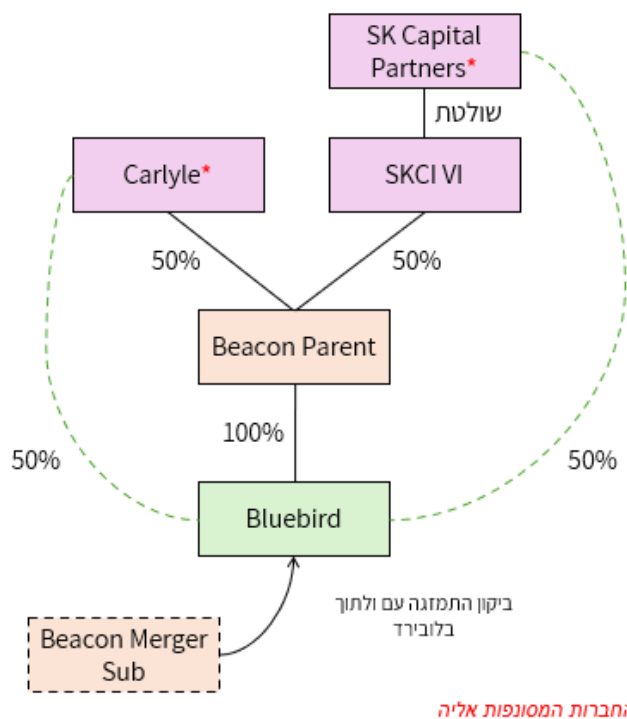 SK Capital
Partners*
שולטת
Carlyle*
SKCI VI
50%
50%
Beacon Parent
100%
50%
50%
Bluebird
ביקון התמזגה עם ולתוך
בלובירד
Beacon Merger
Sub
החברות המסונפות אליה